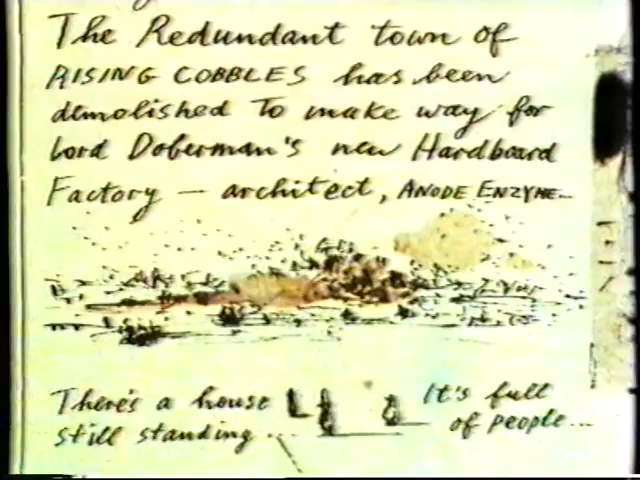 The Redundant town of
RISING COBBLES has been
demolished To make way for
Lord Doberman's new Hardboard
Factory — architect, ANODE ENZYME...
There's a house
still standing...
It's full
of people...